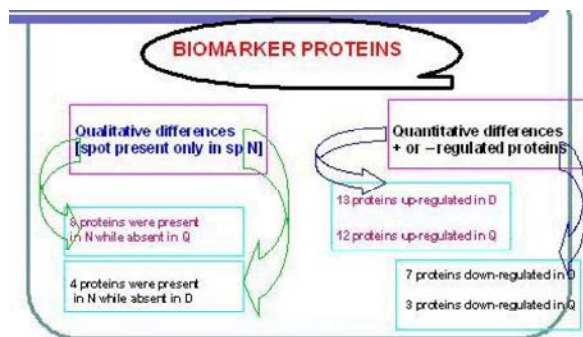 BIOMARKER PROTEINS
Qualitative differences
[spot present only in sp N]
8 proteins were present
in N while absent in Q
4 proteins were present
in N while absent in D
Quantitative differences
+ or –regulated proteins
13 proteins up-regulated in D
12 proteins up-regulated in Q
7 proteins down-regulated in D
3 proteins down-regulated in Q